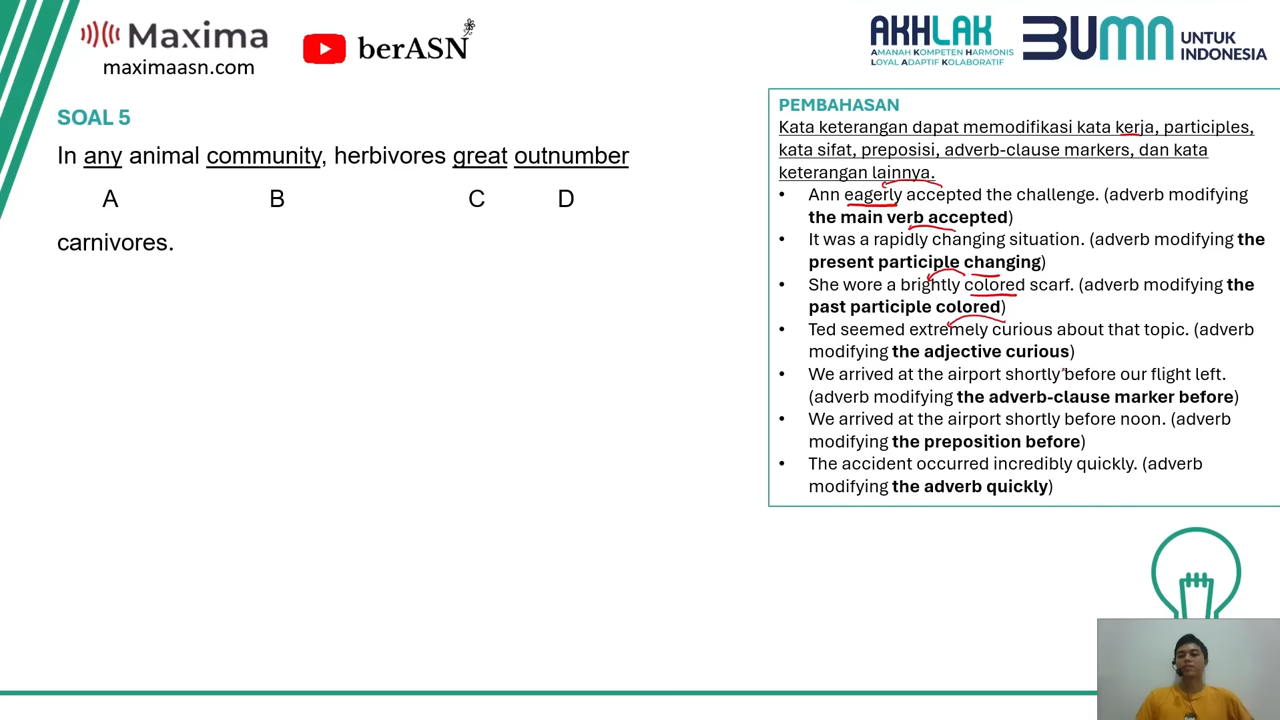 Maxima
maximaasn.com
berASN
AKHLAK
AMANAH KOMPETEN HARMONIS
LOYAL ADAPTIF KOLABORATIF
BUMN UNTUK
INDONESIA
SOAL 5
In any animal community, herbivores great outnumber
A B C D
carnivores.
PEMBAHASAN
Kata keterangan dapat memodifikasi kata kerja, participles,
kata sifat, preposisi, adverb-clause markers, dan kata
keterangan lainnya.
• Ann eagerly accepted the challenge. (adverb modifying
the main verb accepted)
• It was a rapidly changing situation. (adverb modifying the
present participle changing)
• She wore a brightly colored scarf. (adverb modifying the
past participle colored)
• Ted seemed extremely curious about that topic. (adverb
modifying the adjective curious)
• We arrived at the airport shortly before our flight left.
(adverb modifying the adverb-clause marker before)
• We arrived at the airport shortly before noon. (adverb
modifying the preposition before)
• The accident occurred incredibly quickly. (adverb
modifying the adverb quickly)